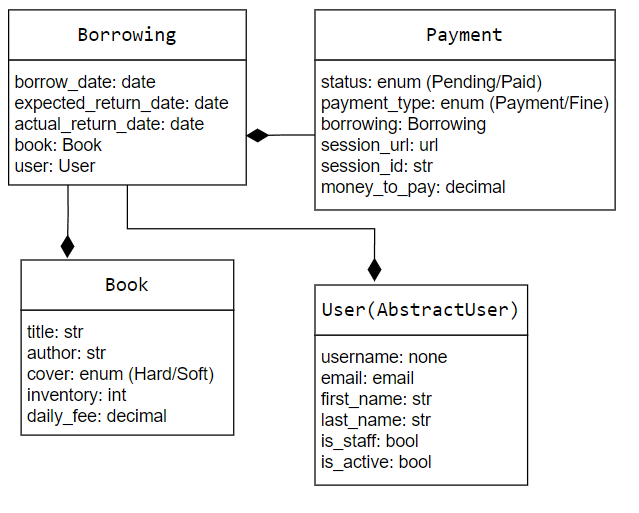 Borrowing
borrow_date: date
expected_return_date: date
actual_return_date: date
book: Book
user: User
Payment
status: enum (Pending/Paid)
payment_type: enum (Payment/Fine)
borrowing: Borrowing
session_url: url
session_id: str
money_to_pay: decimal
Book
title: str
author: str
cover: enum (Hard/Soft)
inventory: int
daily_fee: decimal
User(AbstractUser)
username: none
email: email
first_name: str
last_name: str
is_staff: bool
is_active: bool